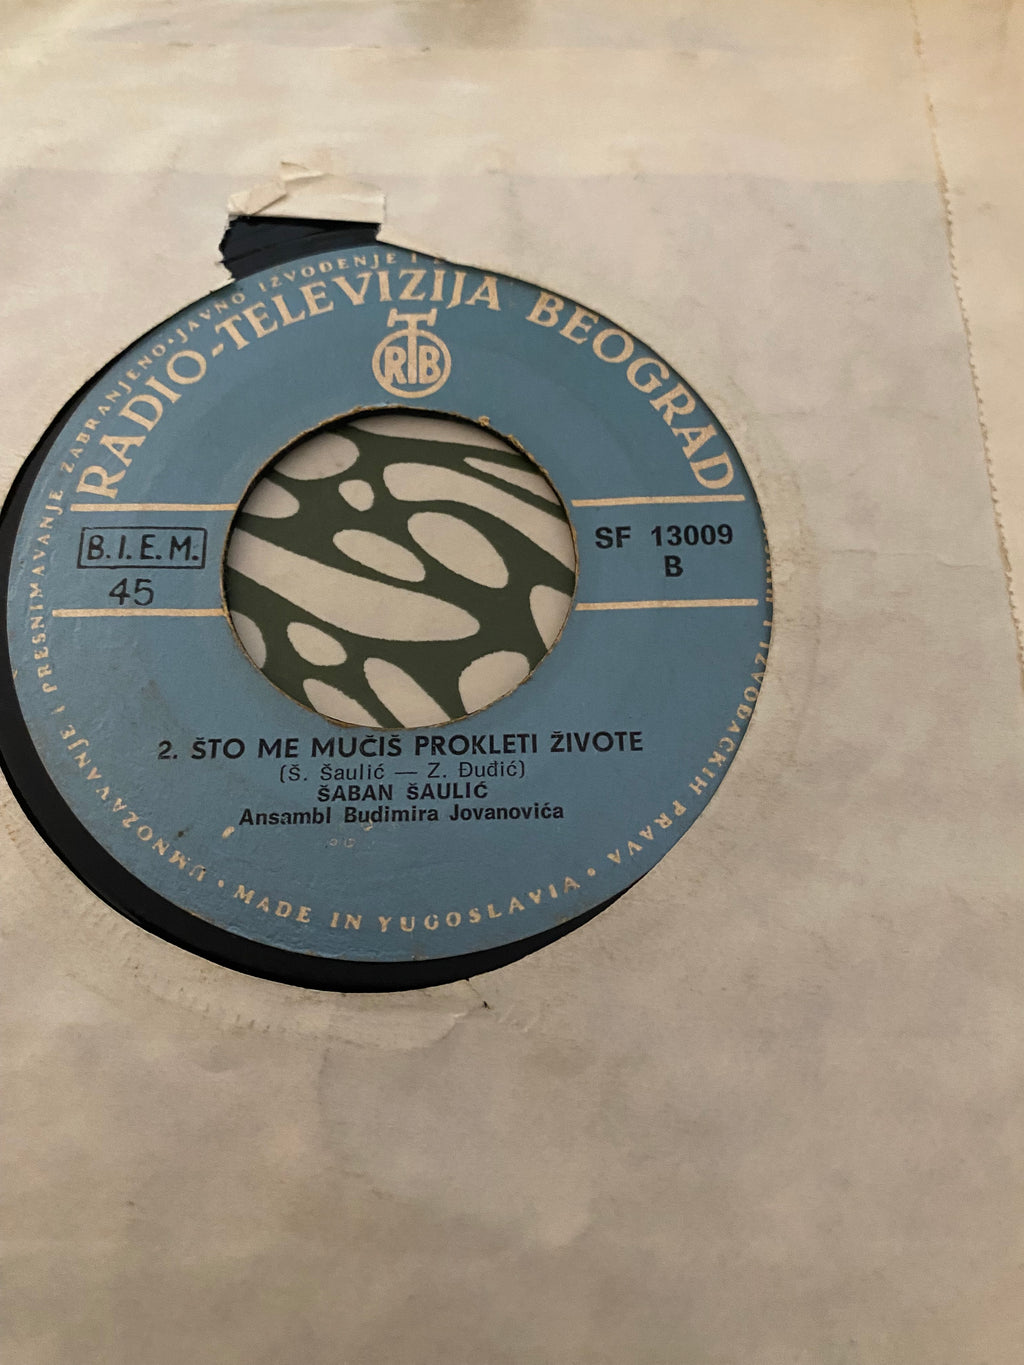 RADIO-TELEVIZIJA BEOGRAD
RTB
B.I.E.M.
45
SF 13009
B
2. ŠTO ME MUČIŠ PROKLETI ŽIVOTE
(Š. Šaulić — Z. Đuđić)
ŠABAN ŠAULIĆ
Ansambl Budimira Jovanovića
IZVOĐAČKIH PRAVA • MADE IN YUGOSLAVIA • UMNOŽAVANJE I PRESNIMAVANJE ZABRANJENO • JAVNO IZVOĐENJE I